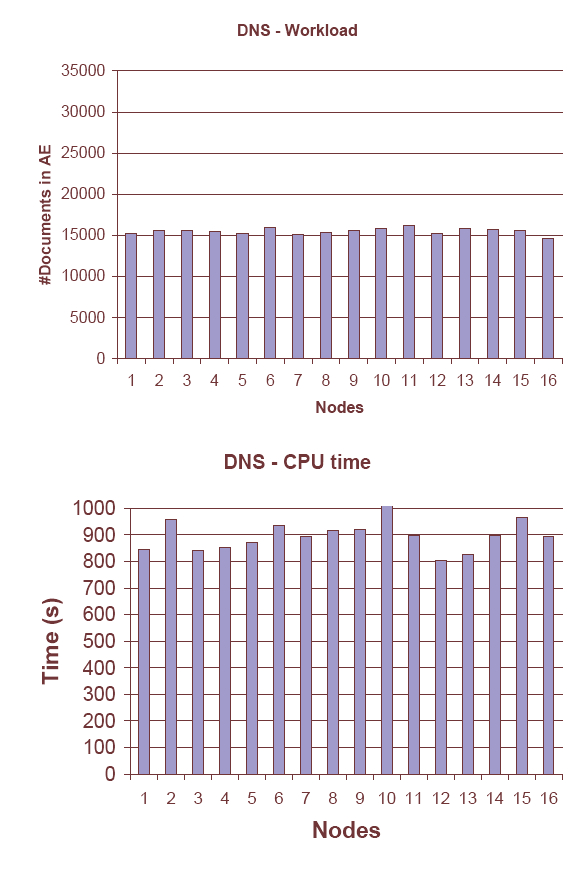 DNS - Workload
#Documents in AE
35000
30000
25000
20000
15000
10000
5000
0
1 2 3 4 5 6 7 8 9 10 11 12 13 14 15 16
Nodes
DNS - CPU time
Time (s)
1000
900
800
700
600
500
400
300
200
100
0
1 2 3 4 5 6 7 8 9 10 11 12 13 14 15 16
Nodes